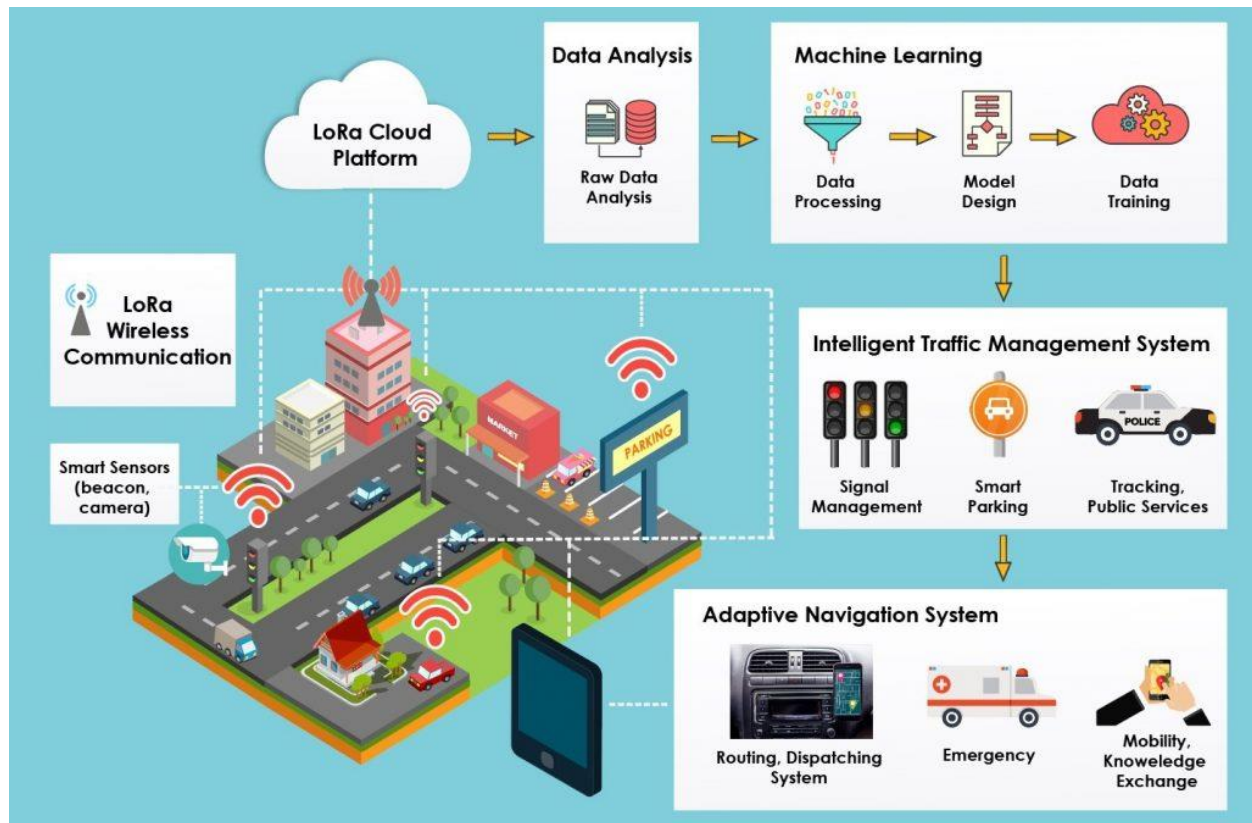 LoRa Cloud
Platform
Data Analysis
Raw Data
Analysis
Machine Learning
Data
Processing
Model
Design
Data
Training
LoRa
Wireless
Communication
Intelligent Traffic Management System
Signal
Management
Smart
Parking
POLICE
Tracking,
Public Services
MARKET
PARKING
Smart Sensors
(beacon,
camera)
Adaptive Navigation System
Routing, Dispatching
System
Emergency
Mobility,
Knoweledge
Exchange